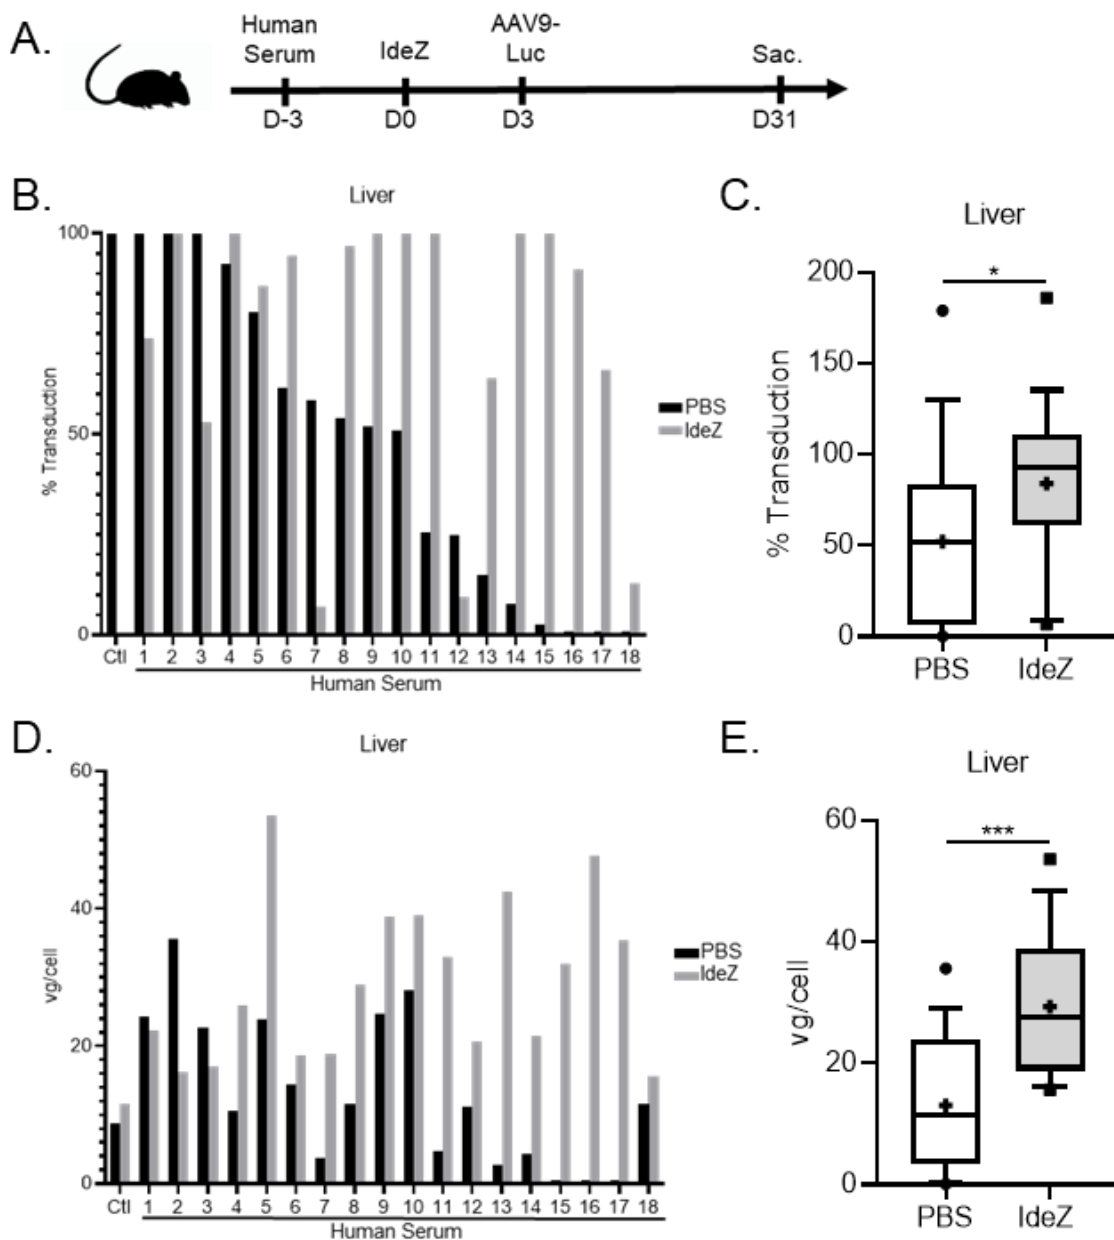 A.
Human
Serum
IdeZ
AAV9-
Luc
Sac.
D-3
D0
D3
D31
B.
Liver
100
50
0
% Transduction
PBS
IdeZ
Ctl 1 2 3 4 5 6 7 8 9 10 11 12 13 14 15 16 17 18
Human Serum
C.
Liver
*
200
150
100
50
0
% Transduction
PBS IdeZ
D.
Liver
60
40
20
0
vg/cell
PBS
IdeZ
Ctl 1 2 3 4 5 6 7 8 9 10 11 12 13 14 15 16 17 18
Human Serum
E.
Liver
***
60
40
20
0
vg/cell
PBS IdeZ